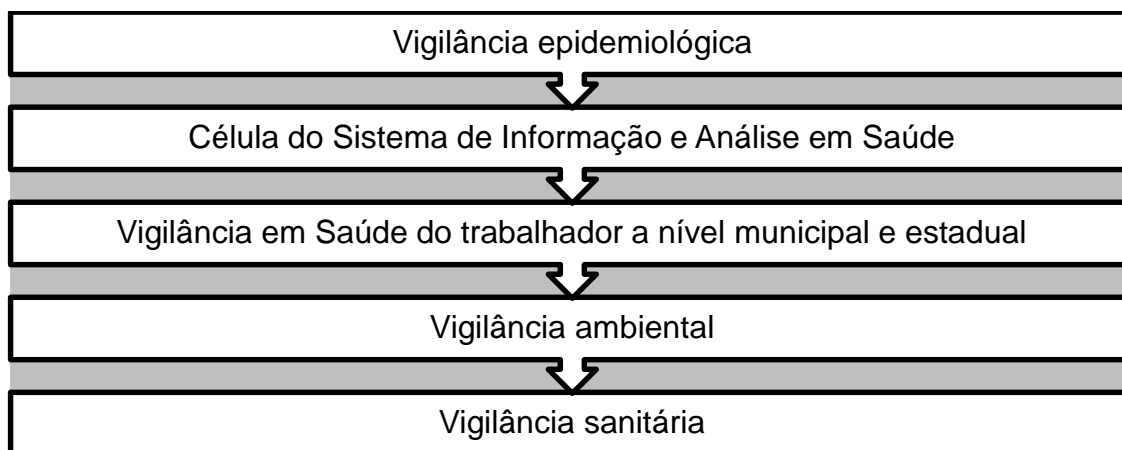 Vigilância epidemiológica
Célula do Sistema de Informação e Análise em Saúde
Vigilância em Saúde do trabalhador a nível municipal e estadual
Vigilância ambiental
Vigilância sanitária